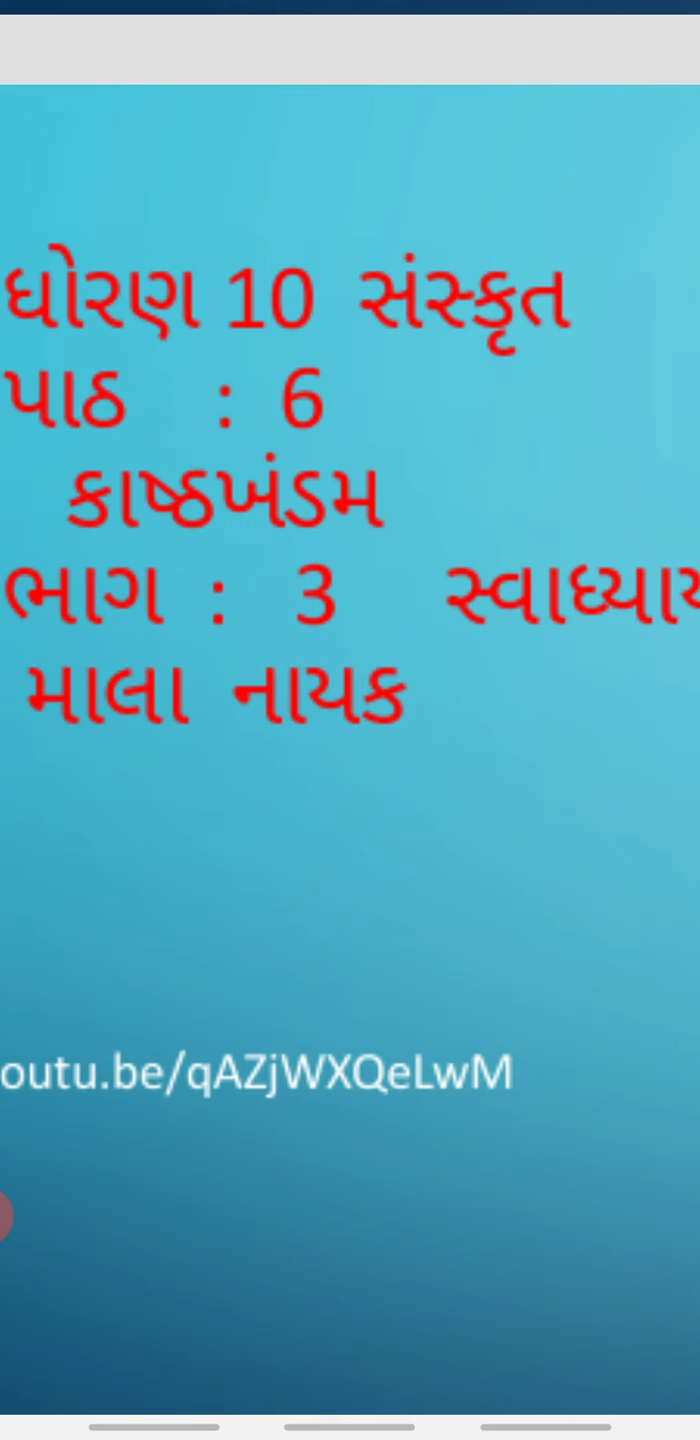 ધોરણ 10 સંસ્કૃત
પાઠ : 6
કાષ્ઠખંડમ
ભાગ : 3 સ્વાધ્યાય
માલા નાયક
outu.be/qAZjWXQeLwM